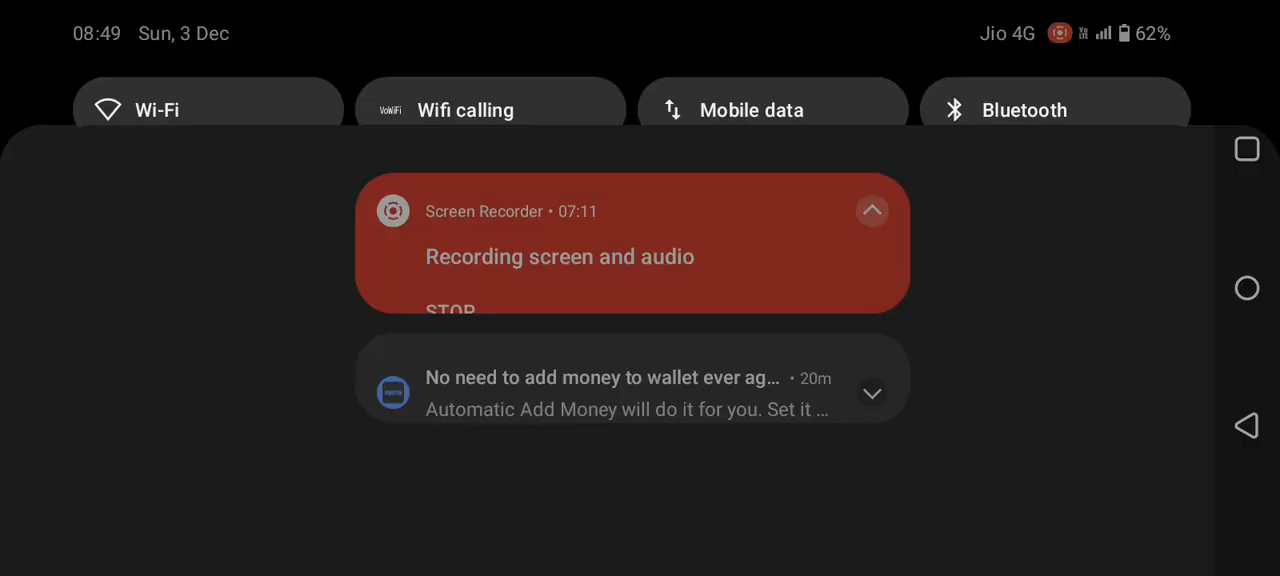 08:49 Sun, 3 Dec
Jio 4G 62%
Wi-Fi
VoWiFi Wifi calling
Mobile data
Bluetooth
Screen Recorder • 07:11
Recording screen and audio
STOP
No need to add money to wallet ever ag… • 20m
Automatic Add Money will do it for you. Set it …